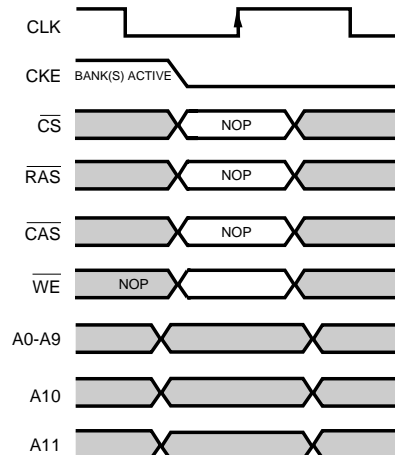 CLK
CKE BANK(S) ACTIVE
CS NOP
RAS NOP
CAS NOP
WE NOP
A0-A9
A10
A11